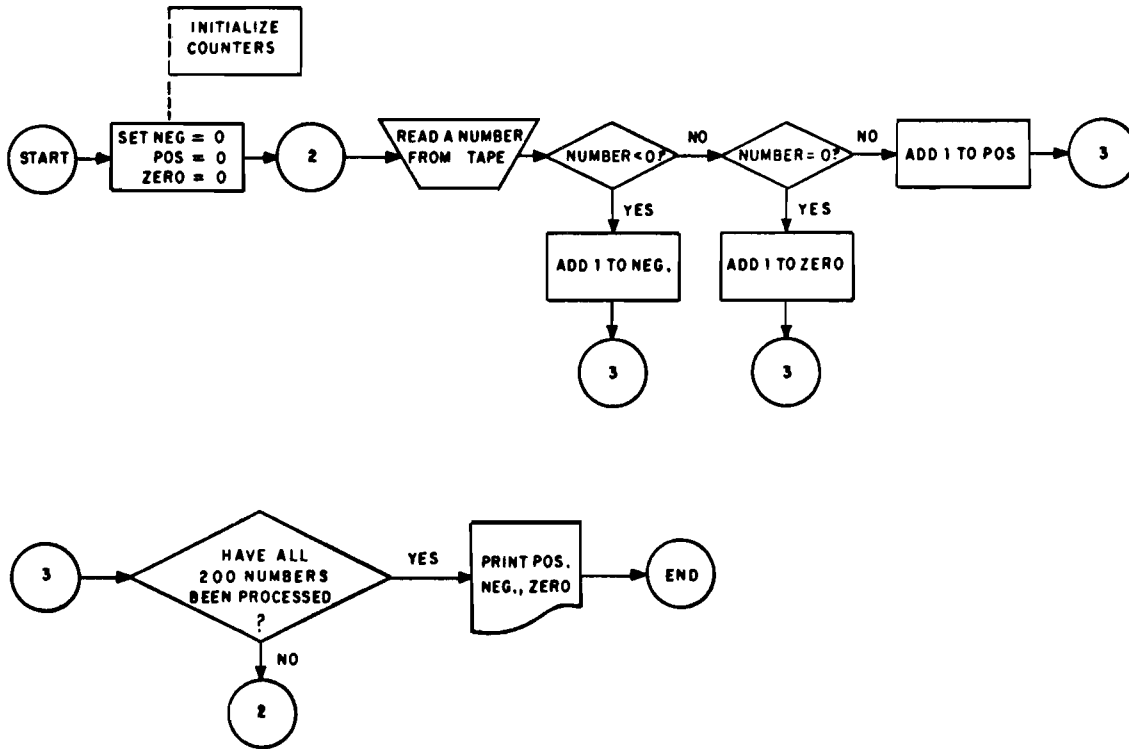 INITIALIZE
COUNTERS
START
SET NEG = 0
POS = 0
ZERO = 0
2
READ A NUMBER
FROM TAPE
NUMBER<0?
NO
NUMBER=0?
NO
ADD 1 TO POS
3
YES
YES
ADD 1 TO NEG.
ADD 1 TO ZERO
3
3
3
HAVE ALL
200 NUMBERS
BEEN PROCESSED
?
YES
PRINT POS.
NEG., ZERO
END
NO
2